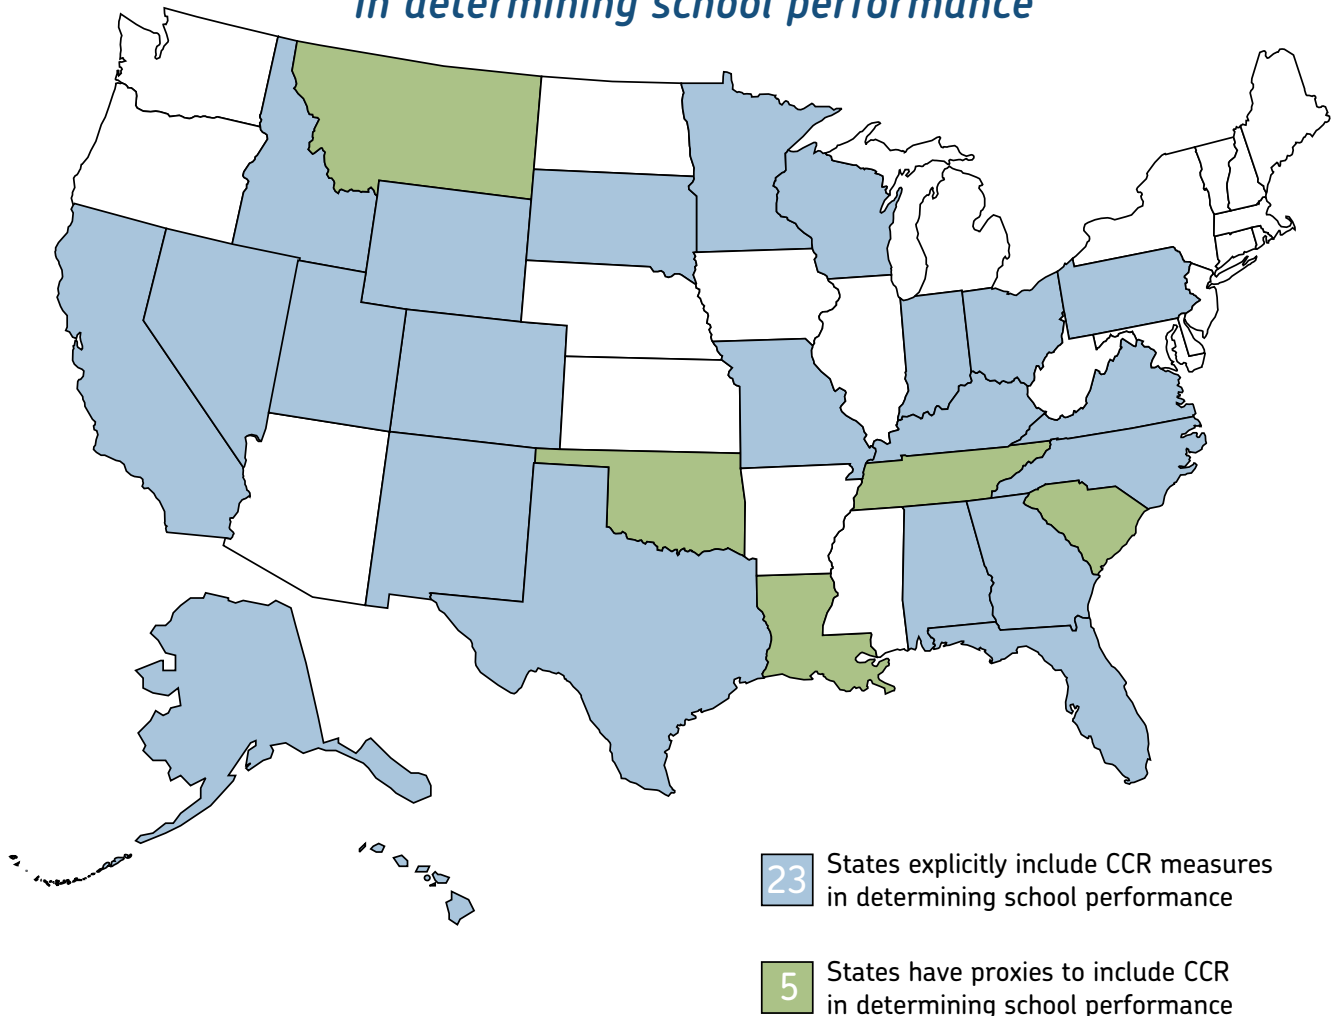 in determining school performance
23
States explicitly include CCR measures
in determining school performance
5
States have proxies to include CCR
in determining school performance